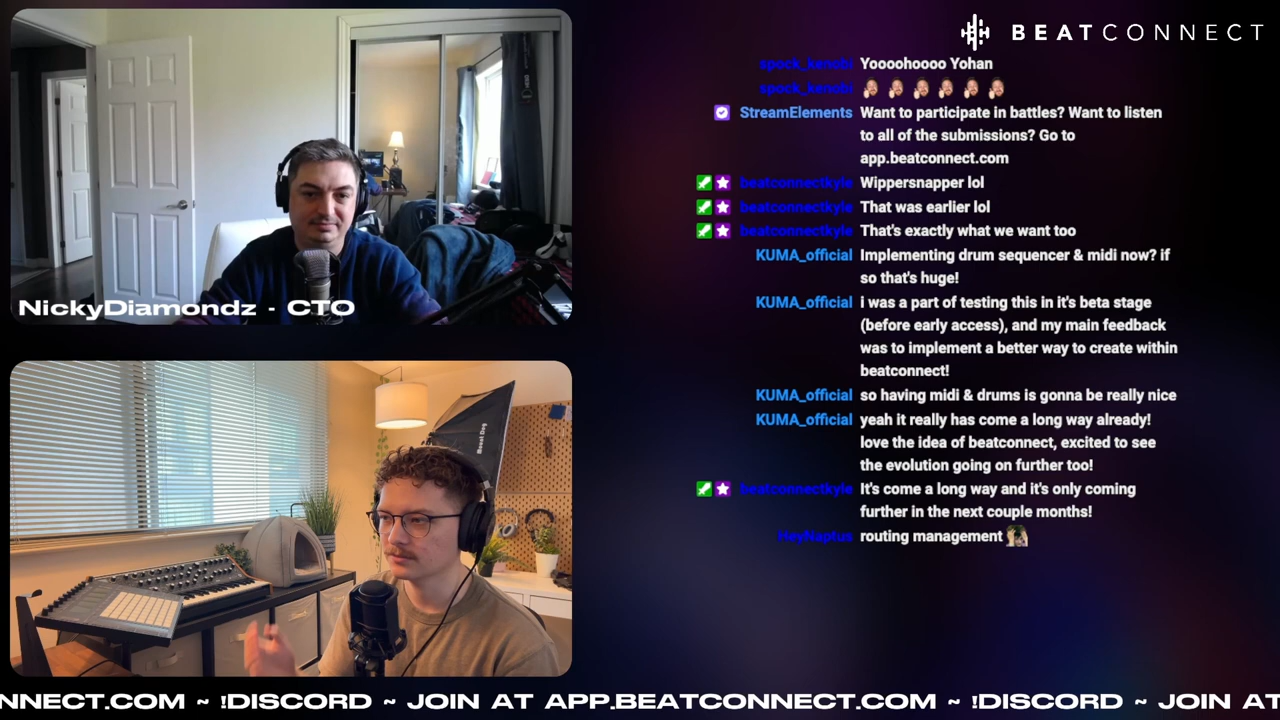 BEATCONNECT
spock_kenobi Yoooohoooo Yohan
spock_kenobi
StreamElements Want to participate in battles? Want to listen
to all of the submissions? Go to
app.beatconnect.com
beatconnectkyle Wippersnapper lol
beatconnectkyle That was earlier lol
beatconnectkyle That's exactly what we want too
KUMA_official Implementing drum sequencer & midi now? if
so that's huge!
KUMA_official i was a part of testing this in it's beta stage
(before early access), and my main feedback
was to implement a better way to create within
beatconnect!
KUMA_official so having midi & drums is gonna be really nice
KUMA_official yeah it really has come a long way already!
love the idea of beatconnect, excited to see
the evolution going on further too!
beatconnectkyle It's come a long way and it's only coming
further in the next couple months!
HeyNaptus routing management
NickyDiamondz - CTO
NNECT.COM ~ !DISCORD ~ JOIN AT APP.BEATCONNECT.COM ~ !DISCORD ~ JOIN AT